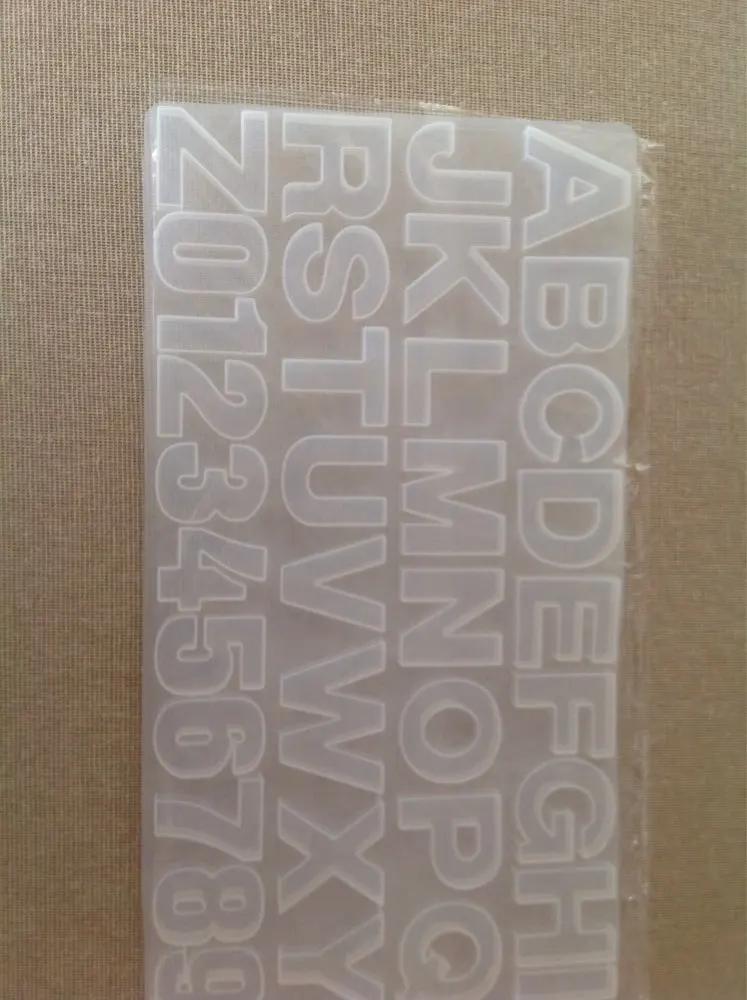 ABCDEFGHI
JKLMNOPQ
RSTUVWXY
Z0123456789